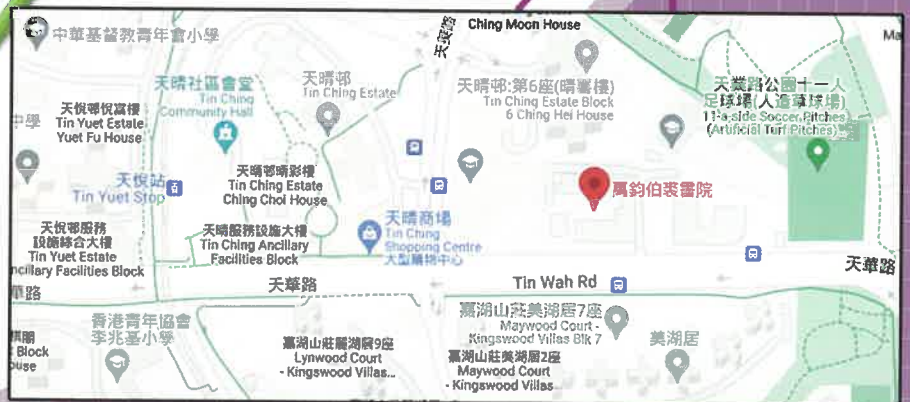 Ching Moon House
中華基督教青年會小學
天晴社區會堂
Tin Ching
Community Hall
天晴邨
Tin Ching Estate
天晴邨:第6座(晴羲樓)
Tin Ching Estate Block
6 Ching Hei House
天業路公園十一人
足球場(人造草球場)
11-a-side Soccer Pitches
(Artificial Turf Pitches)...
Ma
中學
天悅邨悅富樓
Tin Yuet Estate
Yuet Fu House
天悅站
Tin Yuet Stop
天晴邨晴彩樓
Tin Ching Estate
Ching Choi House
萬鈞伯裘書院
天悅邨服務
設施綜合大樓
Tin Yuet Estate
ncillary Facilities Block
天晴服務設施大樓
Tin Ching Ancillary
Facilities Block
天晴商場
Tin Ching
Shopping Centre
大型購物中心
天華路
華路
天華路
Tin Wah Rd
香港青年協會
李兆基小學
Block
ouse
嘉湖山莊麗湖居9座
Lynwood Court
- Kingswood Villas...
嘉湖山莊美湖居7座
Maywood Court -
Kingswood Villas Blk 7
嘉湖山莊美湖居2座
Maywood Court
- Kingswood Villas
美湖居